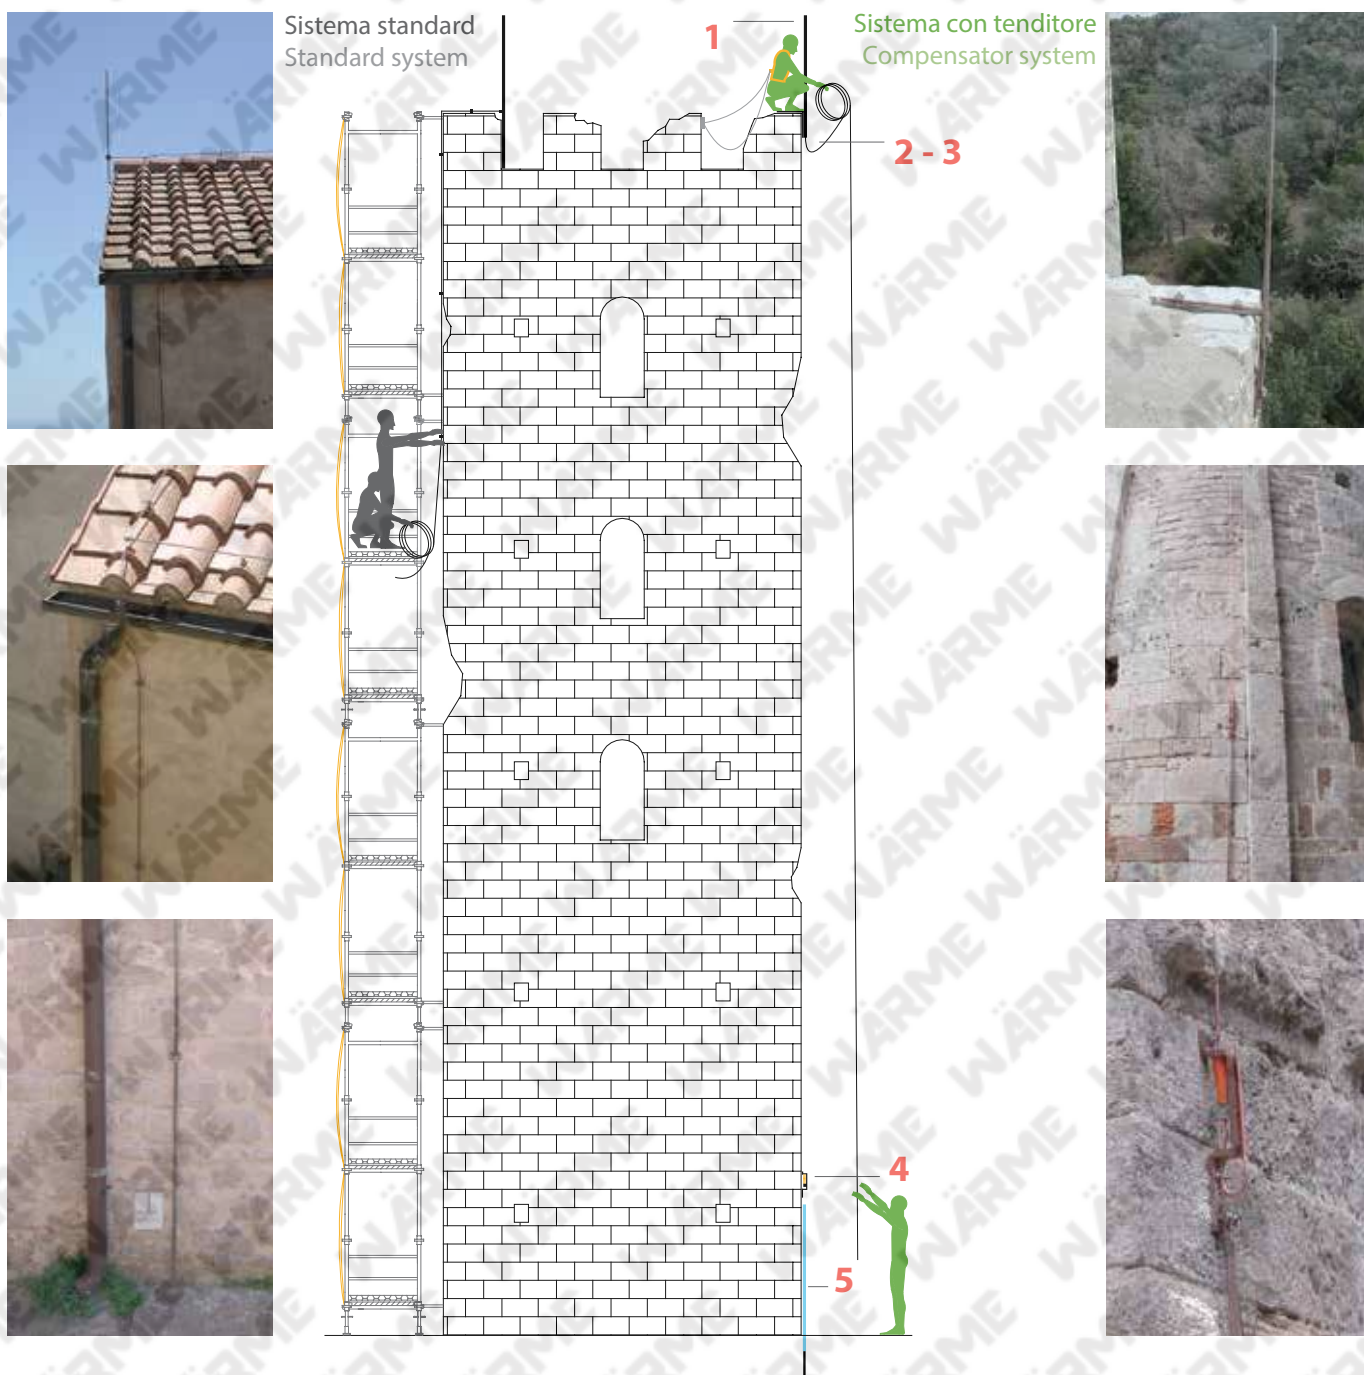 Sistema standard
Standard system
1
Sistema con tenditore
Compensator system
2 - 3
4
5
WÄRME